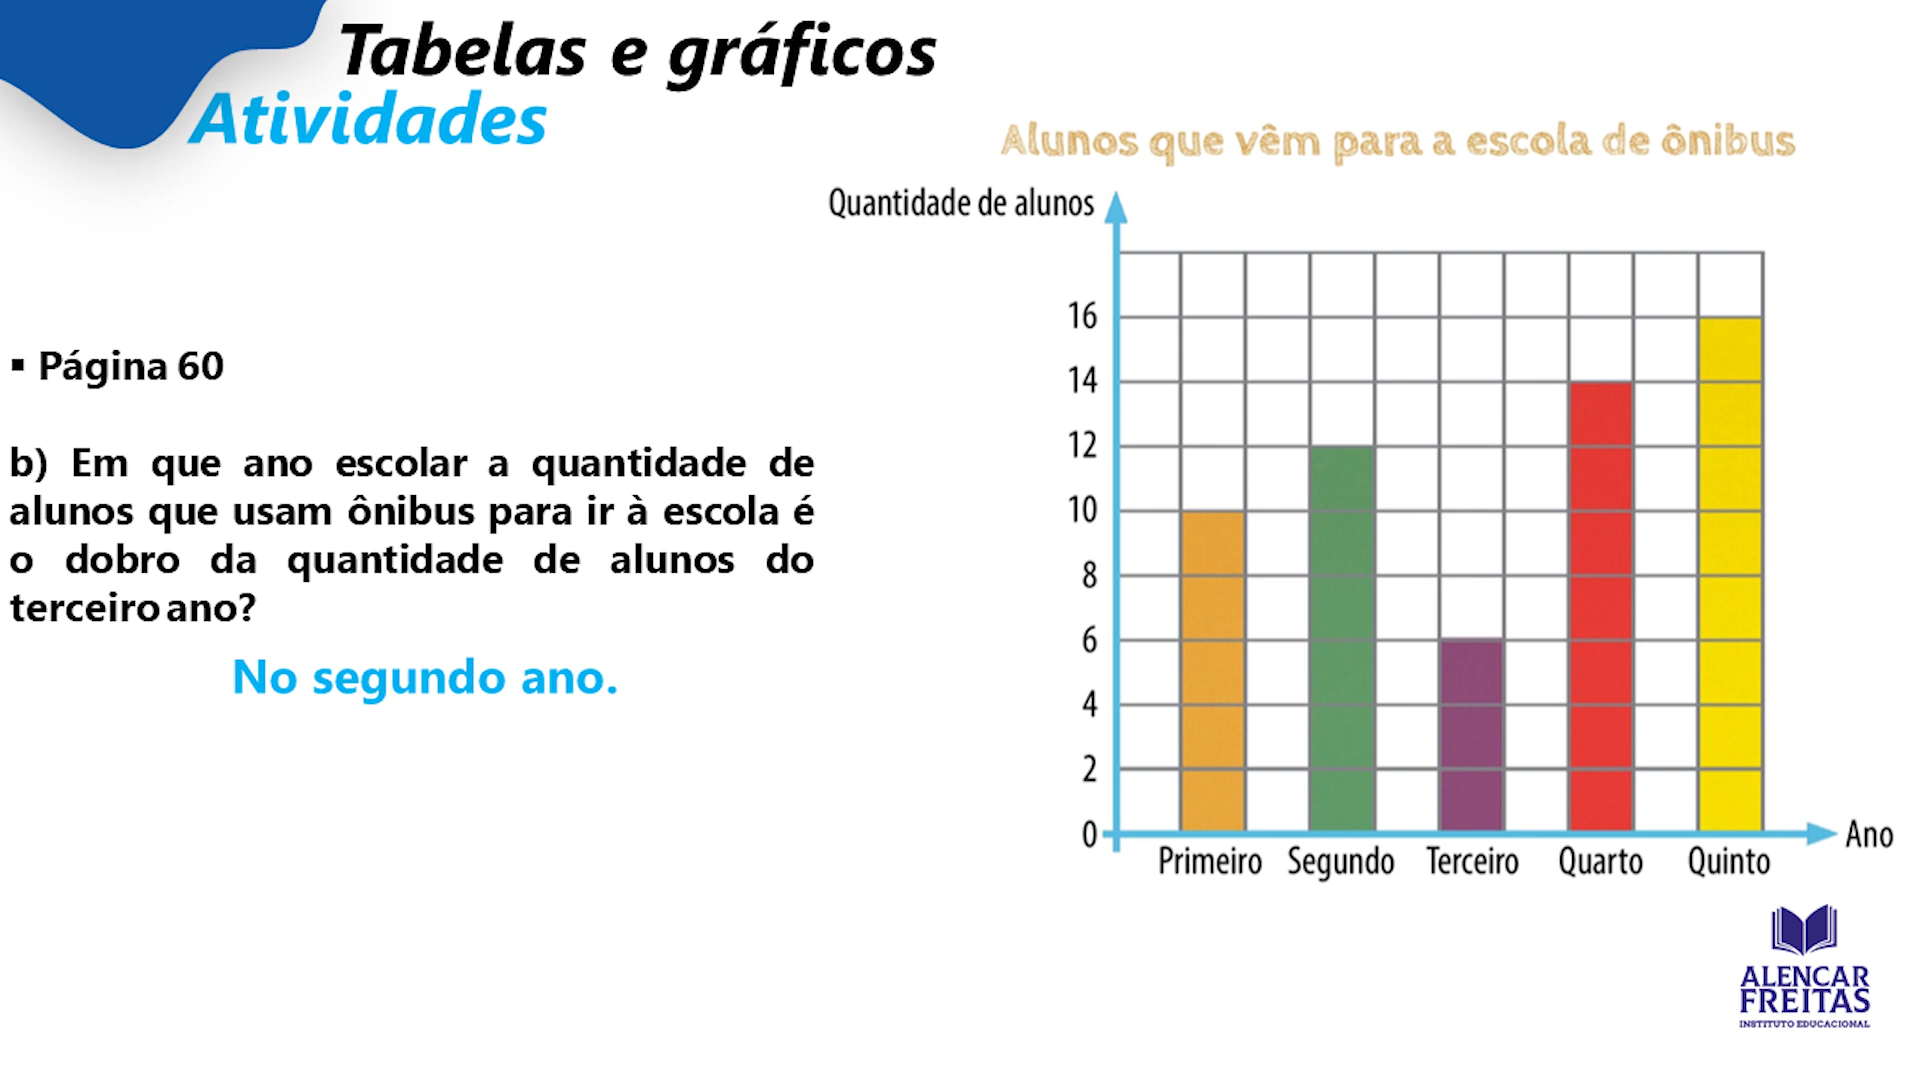 Tabelas e gráficos
Atividades
Alunos que vêm para a escola de ônibus
Quantidade de alunos
▪ Página 60
b) Em que ano escolar a quantidade de
alunos que usam ônibus para ir à escola é
o dobro da quantidade de alunos do
terceiro ano?
No segundo ano.
16
14
12
10
8
6
4
2
0
Ano
Primeiro Segundo Terceiro Quarto Quinto
ALENCAR
FREITAS
INSTITUTO EDUCACIONAL